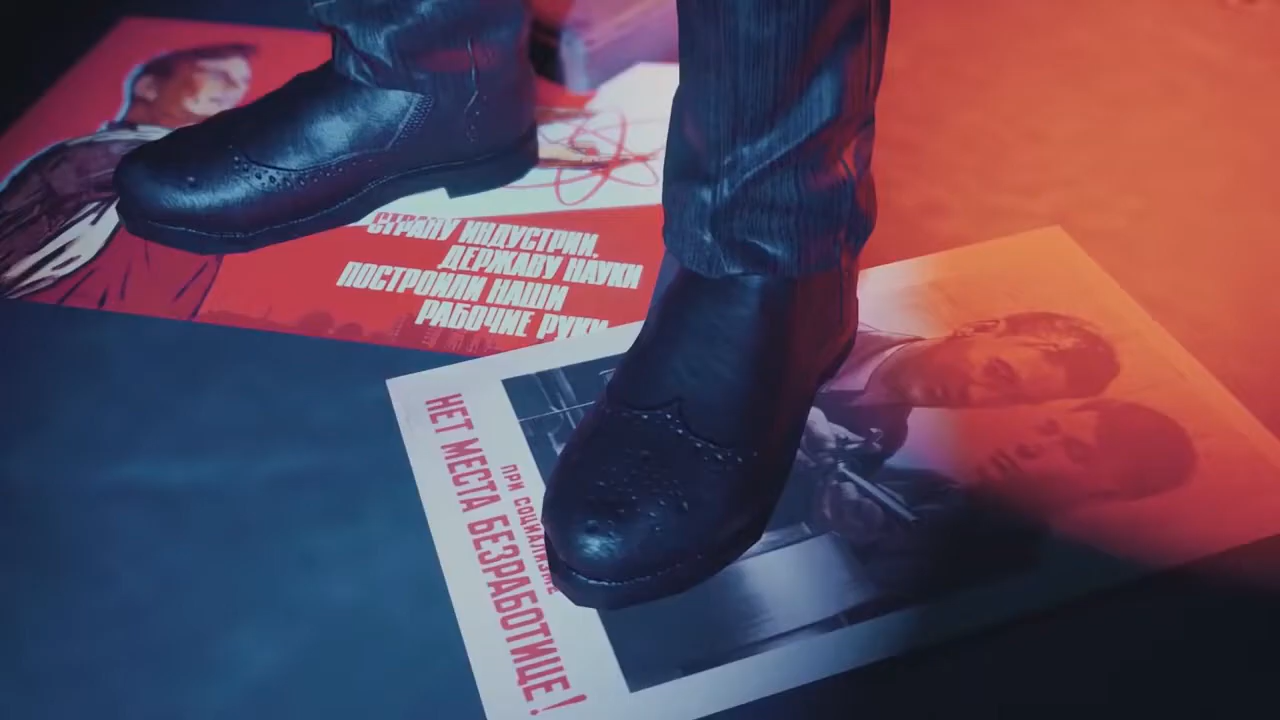 СТРАНУ ИНДУСТРИИ,
ДЕРЖАВУ НАУКИ
ПОСТРОИЛИ НАШИ
РАБОЧИЕ РУКИ
ПРИ СОЦИАЛИЗМЕ
НЕТ МЕСТА БЕЗРАБОТИЦЕ!